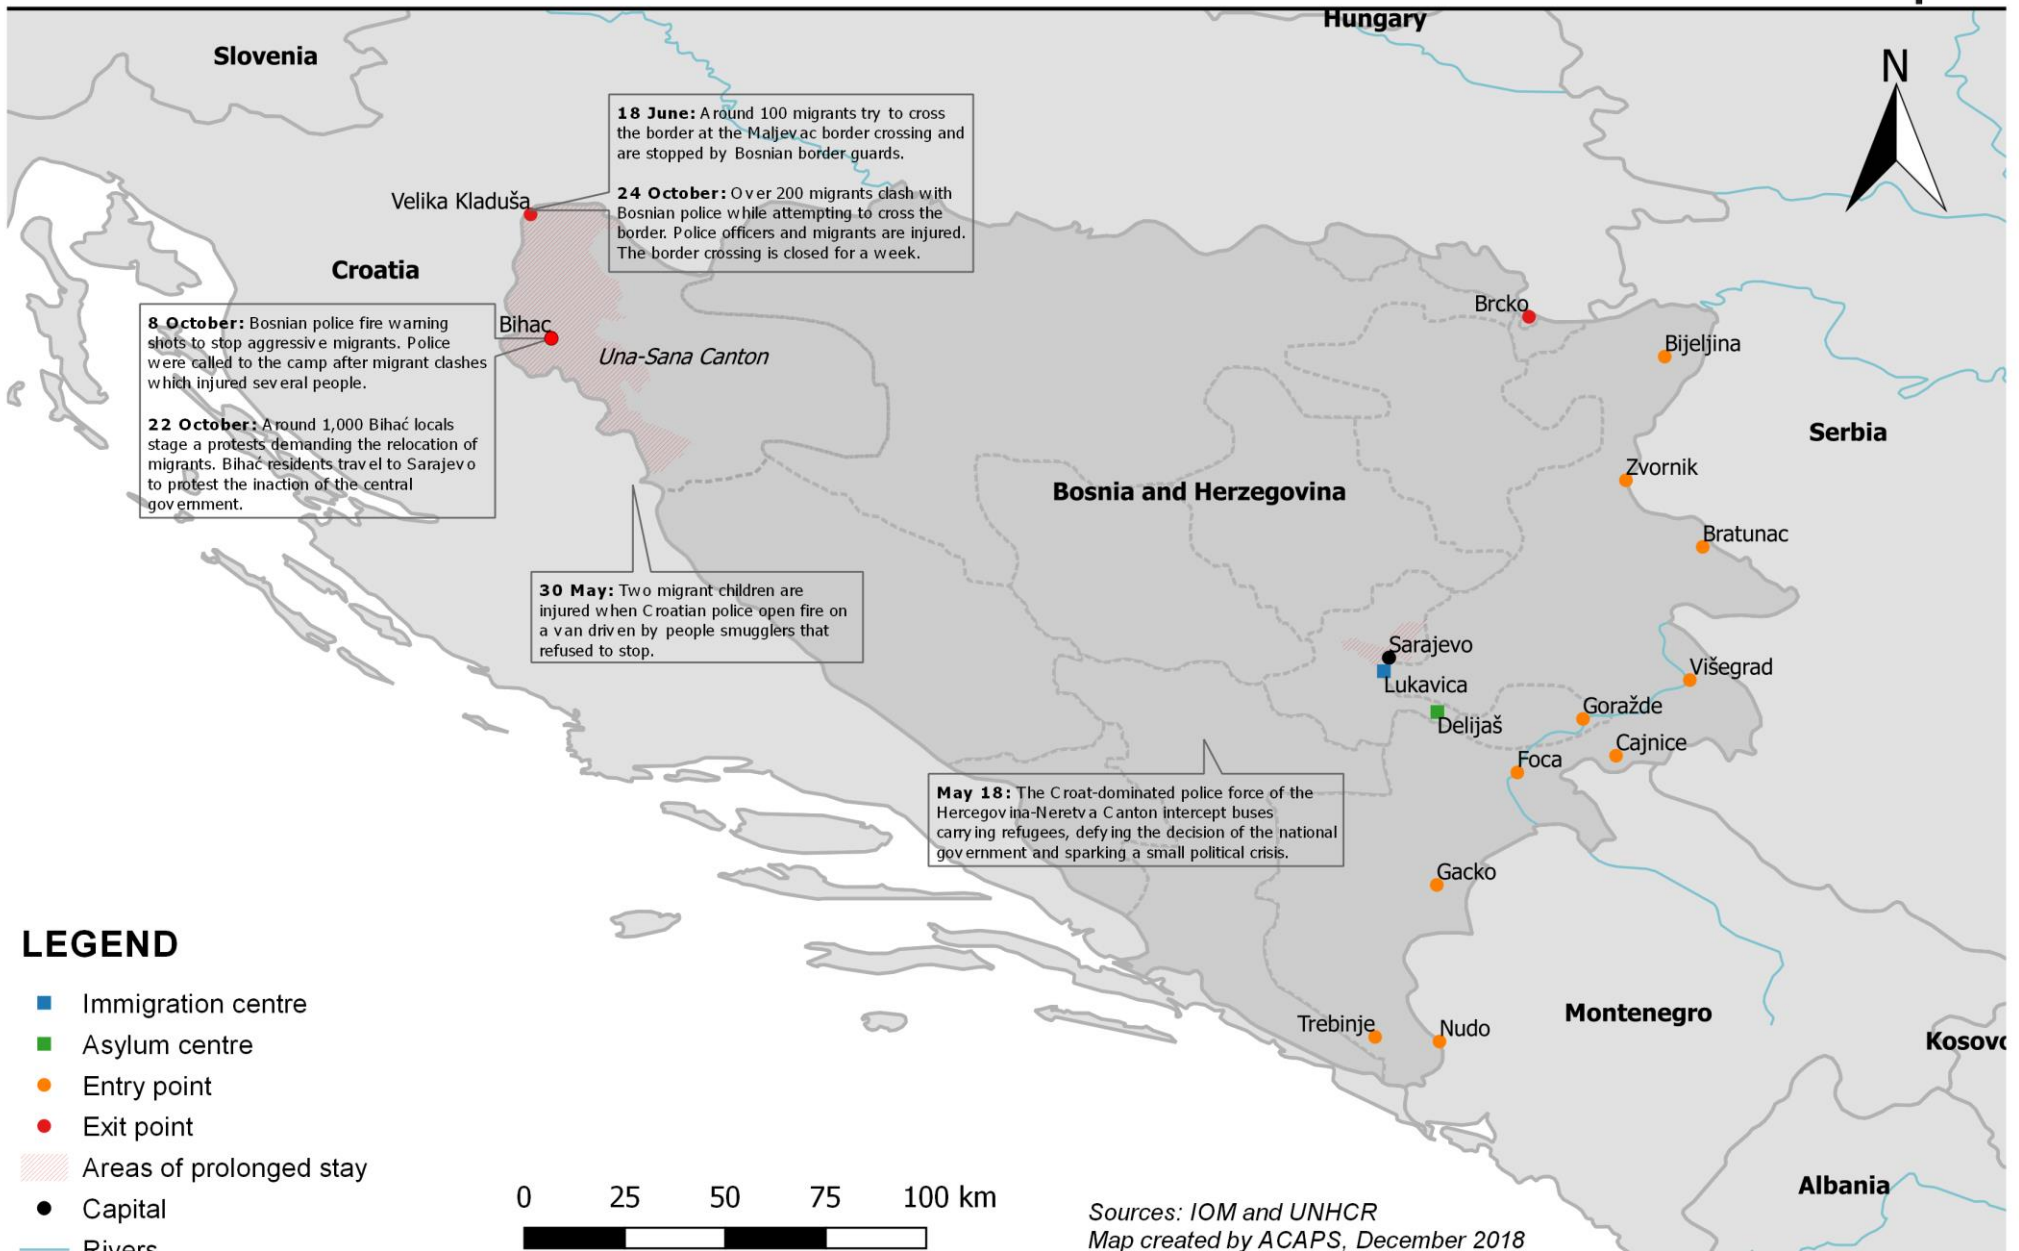 Hungary
Slovenia
N
18 June: Around 100 migrants try to cross
the border at the Maljevac border crossing and
are stopped by Bosnian border guards.
24 October: Over 200 migrants clash with
Bosnian police while attempting to cross the
border. Police officers and migrants are injured.
The border crossing is closed for a week.
Velika Kladuša
Croatia
Brcko
8 October: Bosnian police fire warning
shots to stop aggressive migrants. Police
were called to the camp after migrant clashes
which injured several people.
22 October: Around 1,000 Bihać locals
stage a protests demanding the relocation of
migrants. Bihać residents travel to Sarajevo
to protest the inaction of the central
government.
Bihac
Una-Sana Canton
Bijeljina
Serbia
Zvornik
Bosnia and Herzegovina
Bratunac
30 May: Two migrant children are
injured when Croatian police open fire on
a van driven by people smugglers that
refused to stop.
Sarajevo
Lukavica
Višegrad
Goražde
Delijaš
Cajnice
Foca
May 18: The Croat-dominated police force of the
Hercegovina-Neretva Canton intercept buses
carrying refugees, defying the decision of the national
government and sparking a small political crisis.
Gacko
Trebinje
Nudo
Montenegro
Kosovo
Albania
LEGEND
Immigration centre
Asylum centre
Entry point
Exit point
Areas of prolonged stay
Capital
Rivers
0 25 50 75 100 km
Sources: IOM and UNHCR
Map created by ACAPS, December 2018